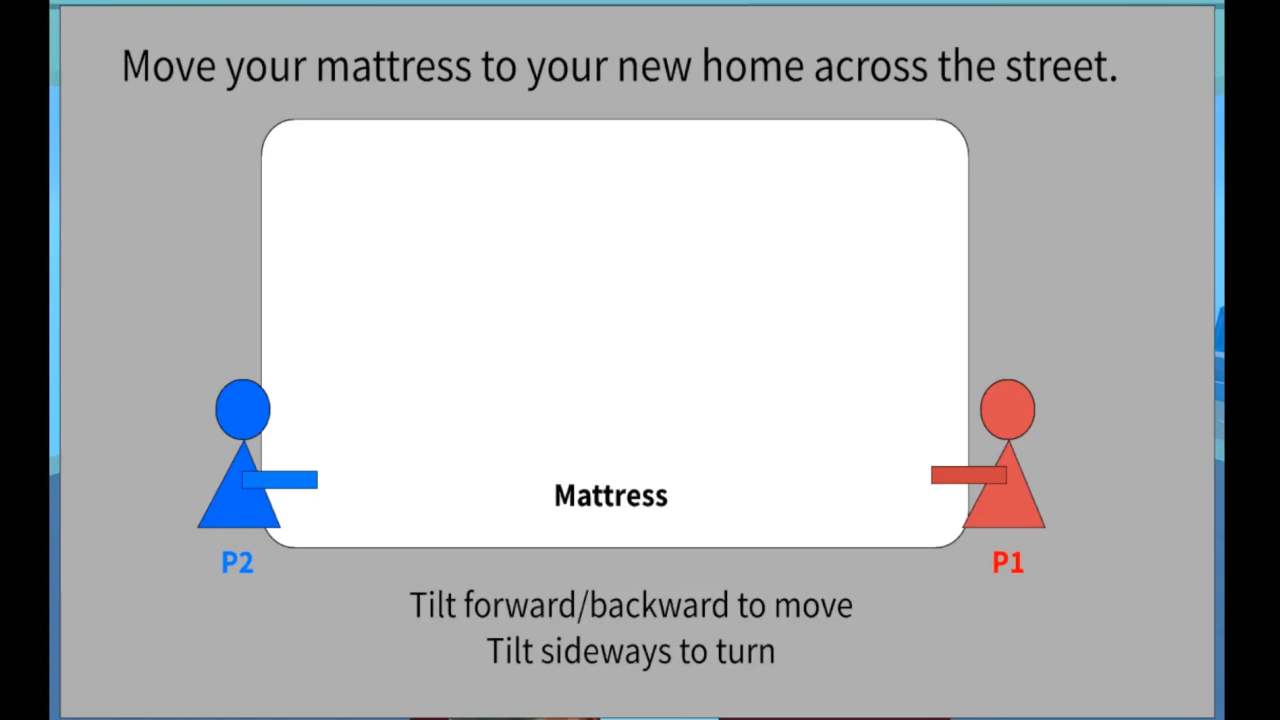 Move your mattress to your new home across the street.
Mattress
P2
P1
Tilt forward/backward to move
Tilt sideways to turn